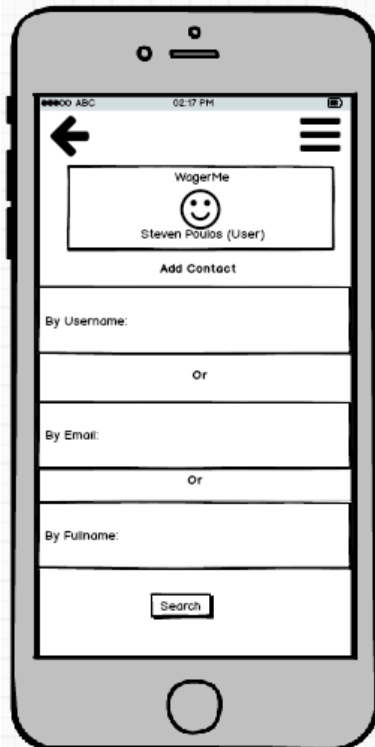 ABC 02:17 PM
WagerMe
Steven Poulos (User)
Add Contact
By Username:
Or
By Email:
Or
By Fullname:
Search